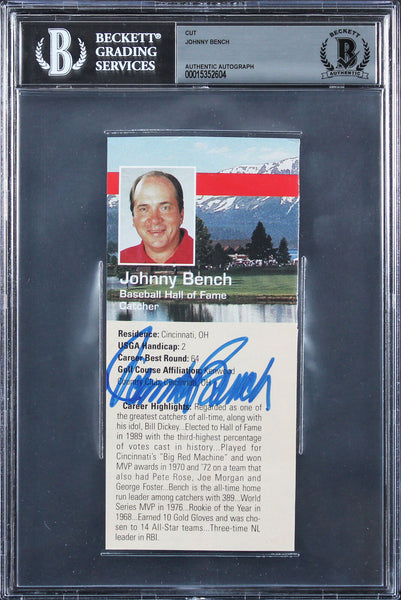 BECKETT®
GRADING
SERVICES
CUT
JOHNNY BENCH
AUTHENTIC AUTOGRAPH
00015352604
BECKETT
B
AUTHENTIC
Johnny Bench
Baseball Hall of Fame
Catcher
Residence: Cincinnati, OH
USGA Handicap: 2
Career Best Round: 64
Golf Course Affiliation: Kenwood
Country Club, Cincinnati, OH
Johnny Bench
Career Highlights: Regarded as one of
the greatest catchers of all-time, along with
his idol, Bill Dickey...Elected to Hall of Fame
in 1989 with the third-highest percentage
of votes cast in history...Played for
Cincinnati's "Big Red Machine" and won
MVP awards in 1970 and '72 on a team that
also had Pete Rose, Joe Morgan and
George Foster...Bench is the all-time home
run leader among catchers with 389...World
Series MVP in 1976...Rookie of the Year in
1968...Earned 10 Gold Gloves and was cho-
sen to 14 All-Star teams...Three-time NL
leader in RBI.